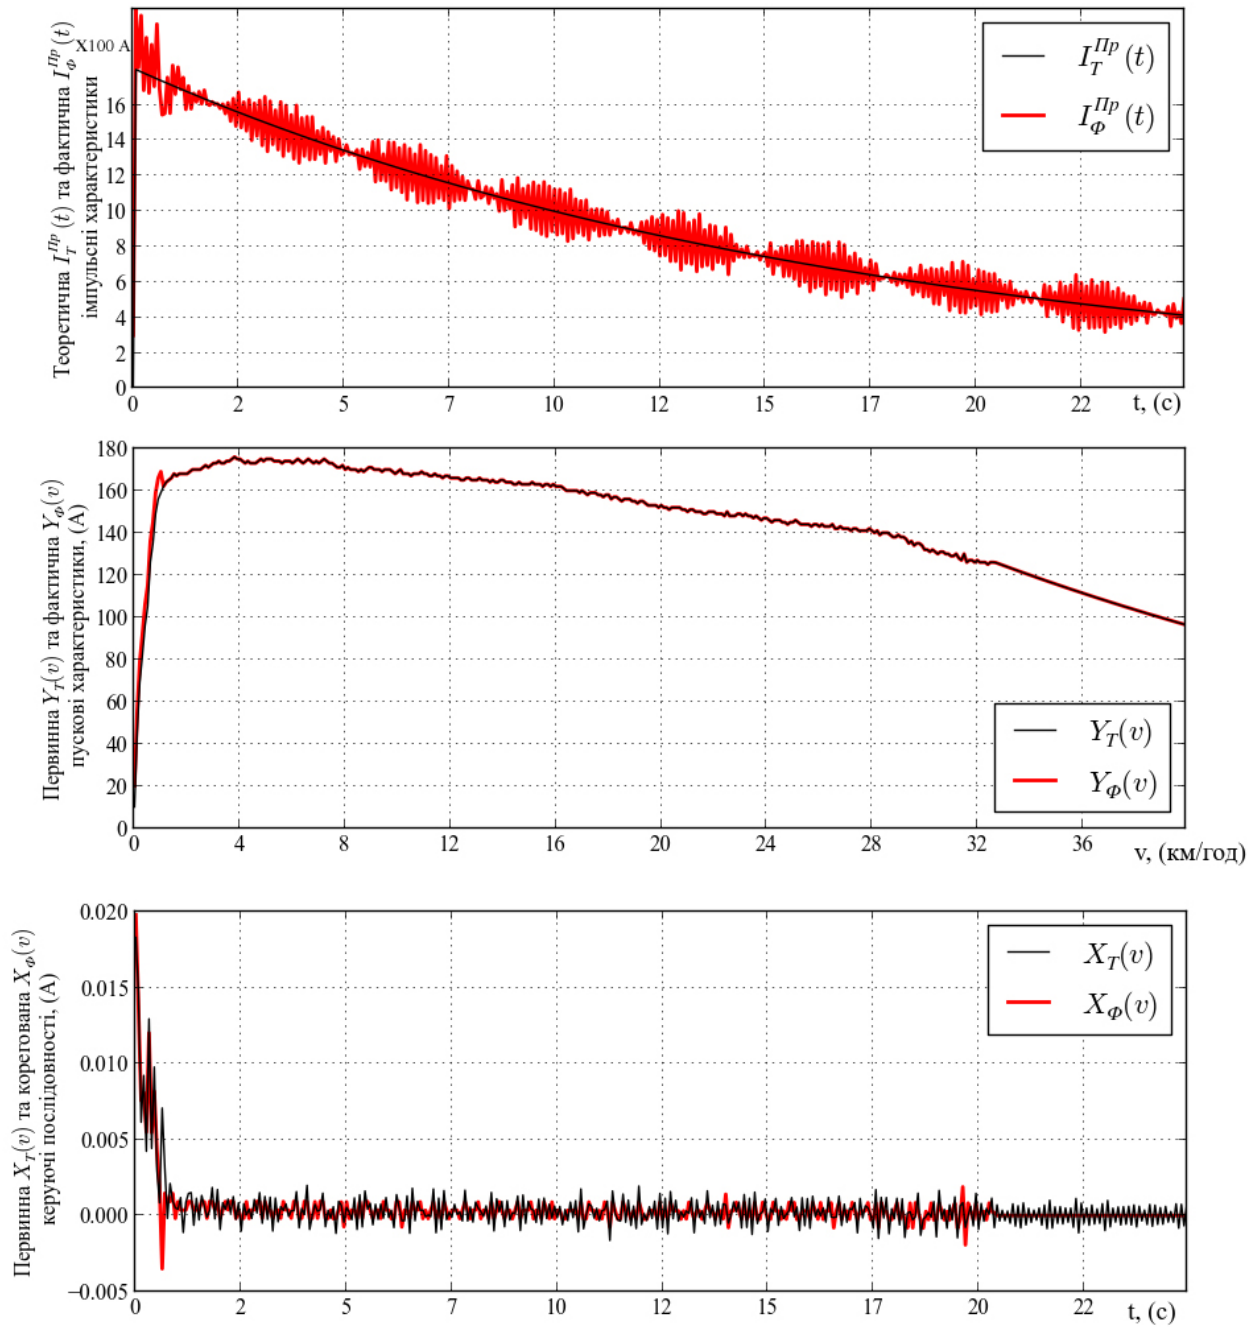 Теоретична I_T^{Пр}(t) та фактична I_Ф^{Пр}(t)
імпульсні характеристики
X100 A
16
14
12
10
8
6
4
2
0
0 2 5 7 10 12 15 17 20 22 t, (c)
I_T^{Пр}(t)
I_Ф^{Пр}(t)
Первинна Y_T(v) та фактична Y_Ф(v)
пускові характеристики, (А)
180
160
140
120
100
80
60
40
20
0
0 4 8 12 16 20 24 28 32 36 v, (км/год)
Y_T(v)
Y_Ф(v)
Первинна X_T(v) та корегована X_Ф(v)
керуючі послідовності, (А)
0.020
0.015
0.010
0.005
0.000
−0.005
0 2 5 7 10 12 15 17 20 22 t, (c)
X_T(v)
X_Ф(v)